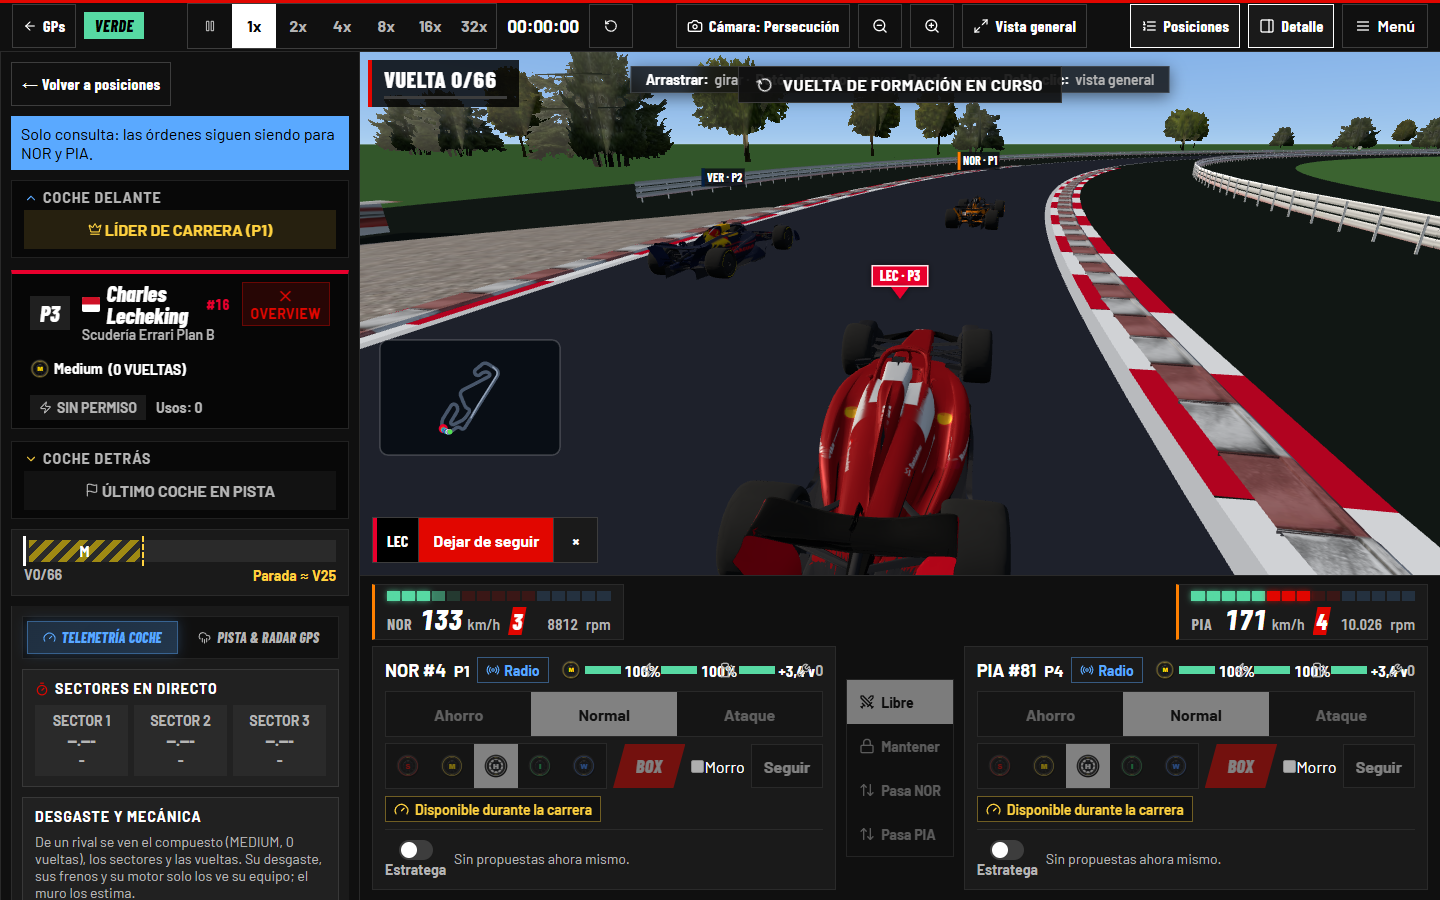 GPs
VERDE
1x
2x
4x
8x
16x
32x
00:00:00
Cámara: Persecución
Vista general
Posiciones
Detalle
Menú
← Volver a posiciones
Solo consulta: las órdenes siguen siendo para
NOR y PIA.
COCHE DELANTE
LÍDER DE CARRERA (P1)
P3
Charles
Lecheking
#16
OVERVIEW
Scudería Errari Plan B
M
Medium (0 VUELTAS)
SIN PERMISO
Usos: 0
COCHE DETRÁS
ÚLTIMO COCHE EN PISTA
M
V0/66
Parada ≈ V25
TELEMETRÍA COCHE
PISTA & RADAR GPS
SECTORES EN DIRECTO
SECTOR 1
SECTOR 2
SECTOR 3
--.---
--.---
--.---
-
-
-
DESGASTE Y MECÁNICA
De un rival se ven el compuesto (MEDIUM, 0
vueltas), los sectores y las vueltas. Su desgaste,
sus frenos y su motor solo los ve su equipo; el
muro los estima.
VUELTA 0/66
Arrastrar: gira
vista general
VUELTA DE FORMACIÓN EN CURSO
NOR · P1
VER · P2
LEC · P3
LEC
Dejar de seguir
×
NOR
133 km/h
3
8812 rpm
PIA
171 km/h
4
10.026 rpm
NOR #4 P1
Radio
M
100%
100%
+3,4v
Ahorro
Normal
Ataque
S
M
H
I
W
BOX
Morro
Seguir
Disponible durante la carrera
Estratega
Sin propuestas ahora mismo.
Libre
Mantener
Pasa NOR
Pasa PIA
PIA #81 P4
Radio
M
100%
100%
+3,4v
Ahorro
Normal
Ataque
S
M
H
I
W
BOX
Morro
Seguir
Disponible durante la carrera
Estratega
Sin propuestas ahora mismo.